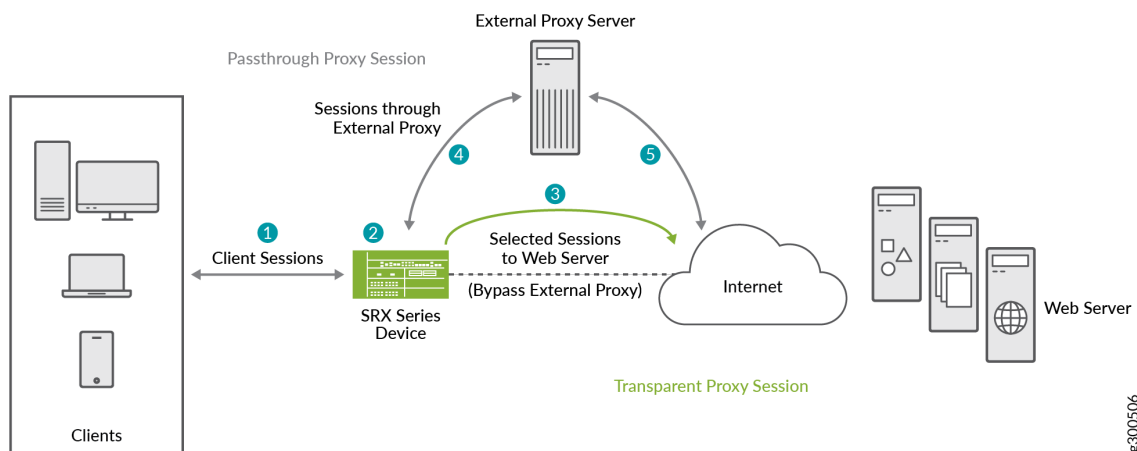 External Proxy Server
Passthrough Proxy Session
Sessions through
External Proxy
4
5
3
1
Client Sessions
2
Selected Sessions
to Web Server
(Bypass External Proxy)
SRX Series
Device
Internet
Web Server
Transparent Proxy Session
Clients
g300506